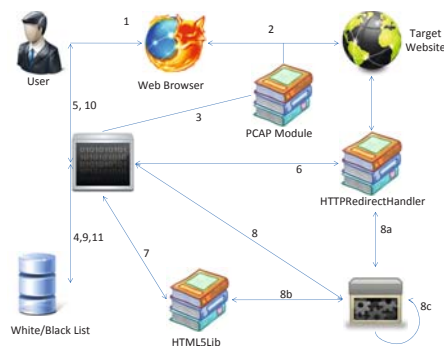 1
2
User
Web Browser
Target
Website
5, 10
3
PCAP Module
6
HTTPRedirectHandler
4,9,11
7
8
8a
8b
8c
White/Black List
HTML5Lib